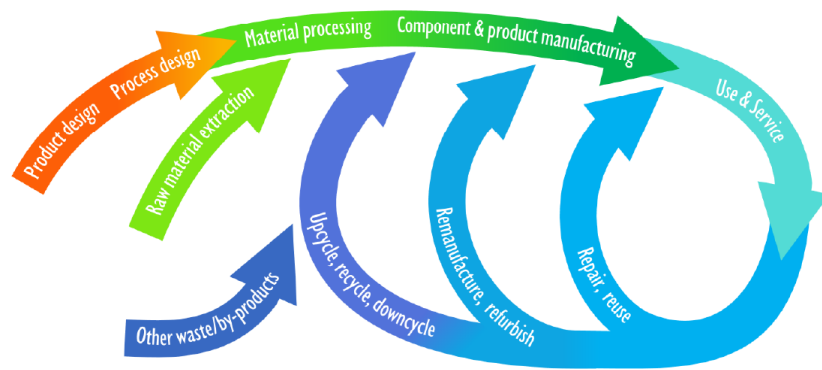 Product design
Process design
Material processing
Component & product manufacturing
Use & Service
Raw material extraction
Other waste/by-products
Upcycle, recycle, downcycle
Remanufacture, refurbish
Repair, reuse